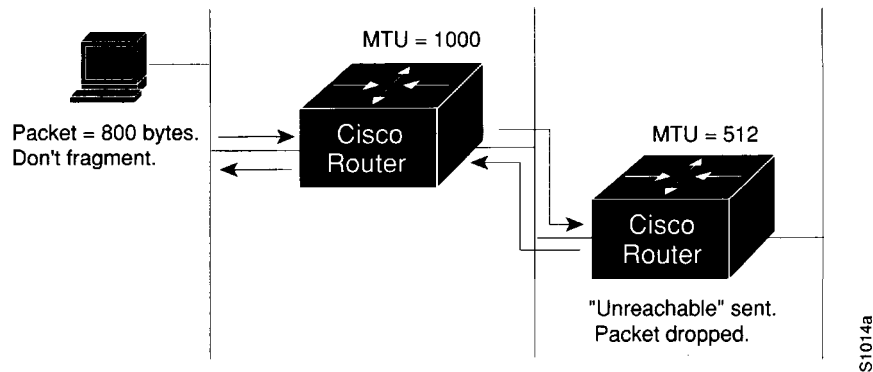 MTU = 1000
Packet = 800 bytes.
Don't fragment.
Cisco
Router
MTU = 512
Cisco
Router
"Unreachable" sent.
Packet dropped.
S1014a